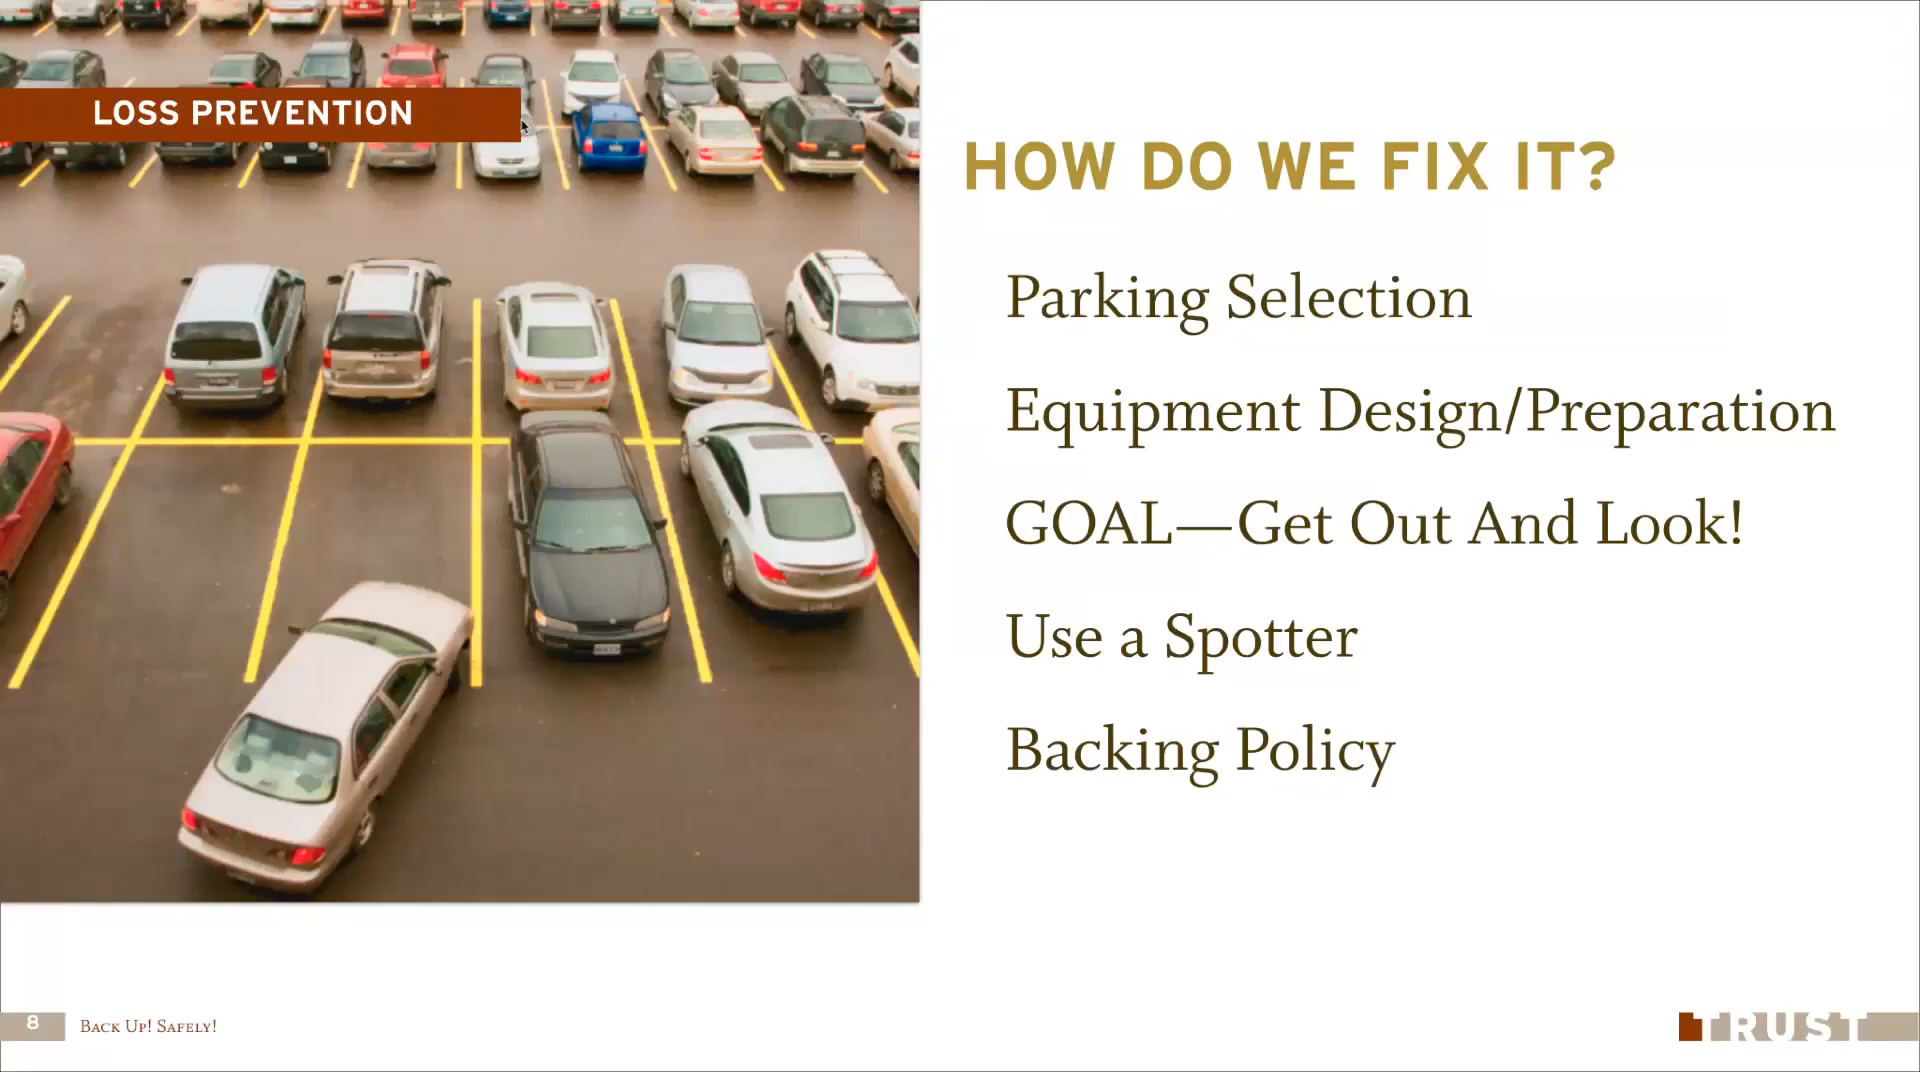 LOSS PREVENTION
HOW DO WE FIX IT?
Parking Selection
Equipment Design/Preparation
GOAL—Get Out And Look!
Use a Spotter
Backing Policy
8
Back Up! Safely!
TRUST